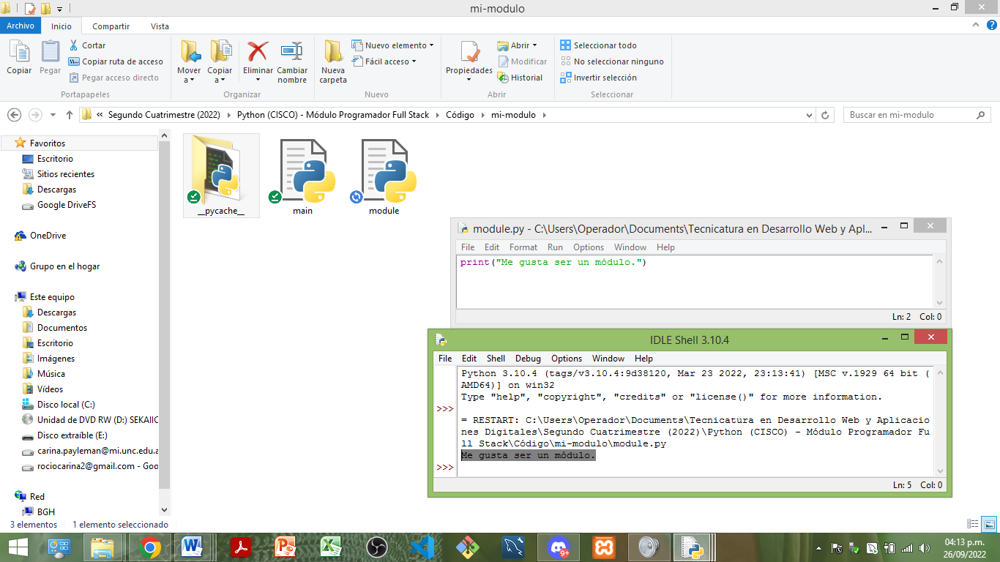 mi-modulo
Archivo Inicio Compartir Vista
Copiar
Pegar
Cortar
Copiar ruta de acceso
Pegar acceso directo
Portapapeles
Mover a
Copiar a
Eliminar
Cambiar nombre
Organizar
Nueva carpeta
Nuevo elemento
Fácil acceso
Nuevo
Propiedades
Abrir
Modificar
Historial
Abrir
Seleccionar todo
No seleccionar ninguno
Invertir selección
Seleccionar
« Segundo Cuatrimestre (2022) Python (CISCO) - Módulo Programador Full Stack Código mi-modulo
Buscar en mi-modulo
Favoritos
Escritorio
Sitios recientes
Descargas
Google DriveFS
OneDrive
Grupo en el hogar
Este equipo
Descargas
Documentos
Escritorio
Imágenes
Música
Vídeos
Disco local (C:)
Unidad de DVD RW (D:) SEKAIIC
Disco extraíble (E:)
carina.payleman@mi.unc.edu.a
rociocarina2@gmail.com - Goo
Red
BGH
__pycache__
main
module
module.py - C:\Users\Operador\Documents\Tecnicatura en Desarrollo Web y Apl...
File Edit Format Run Options Window Help
print("Me gusta ser un módulo.")
Ln: 2 Col: 0
IDLE Shell 3.10.4
File Edit Shell Debug Options Window Help
Python 3.10.4 (tags/v3.10.4:9d38120, Mar 23 2022, 23:13:41) [MSC v.1929 64 bit (
AMD64)] on win32
Type "help", "copyright", "credits" or "license()" for more information.
>>>
= RESTART: C:\Users\Operador\Documents\Tecnicatura en Desarrollo Web y Aplicacio
nes Digitales\Segundo Cuatrimestre (2022)\Python (CISCO) - Módulo Programador Fu
ll Stack\Código\mi-modulo\module.py
Me gusta ser un módulo.
>>>
Ln: 5 Col: 0
3 elementos 1 elemento seleccionado
9+
04:13 p.m.
26/09/2022